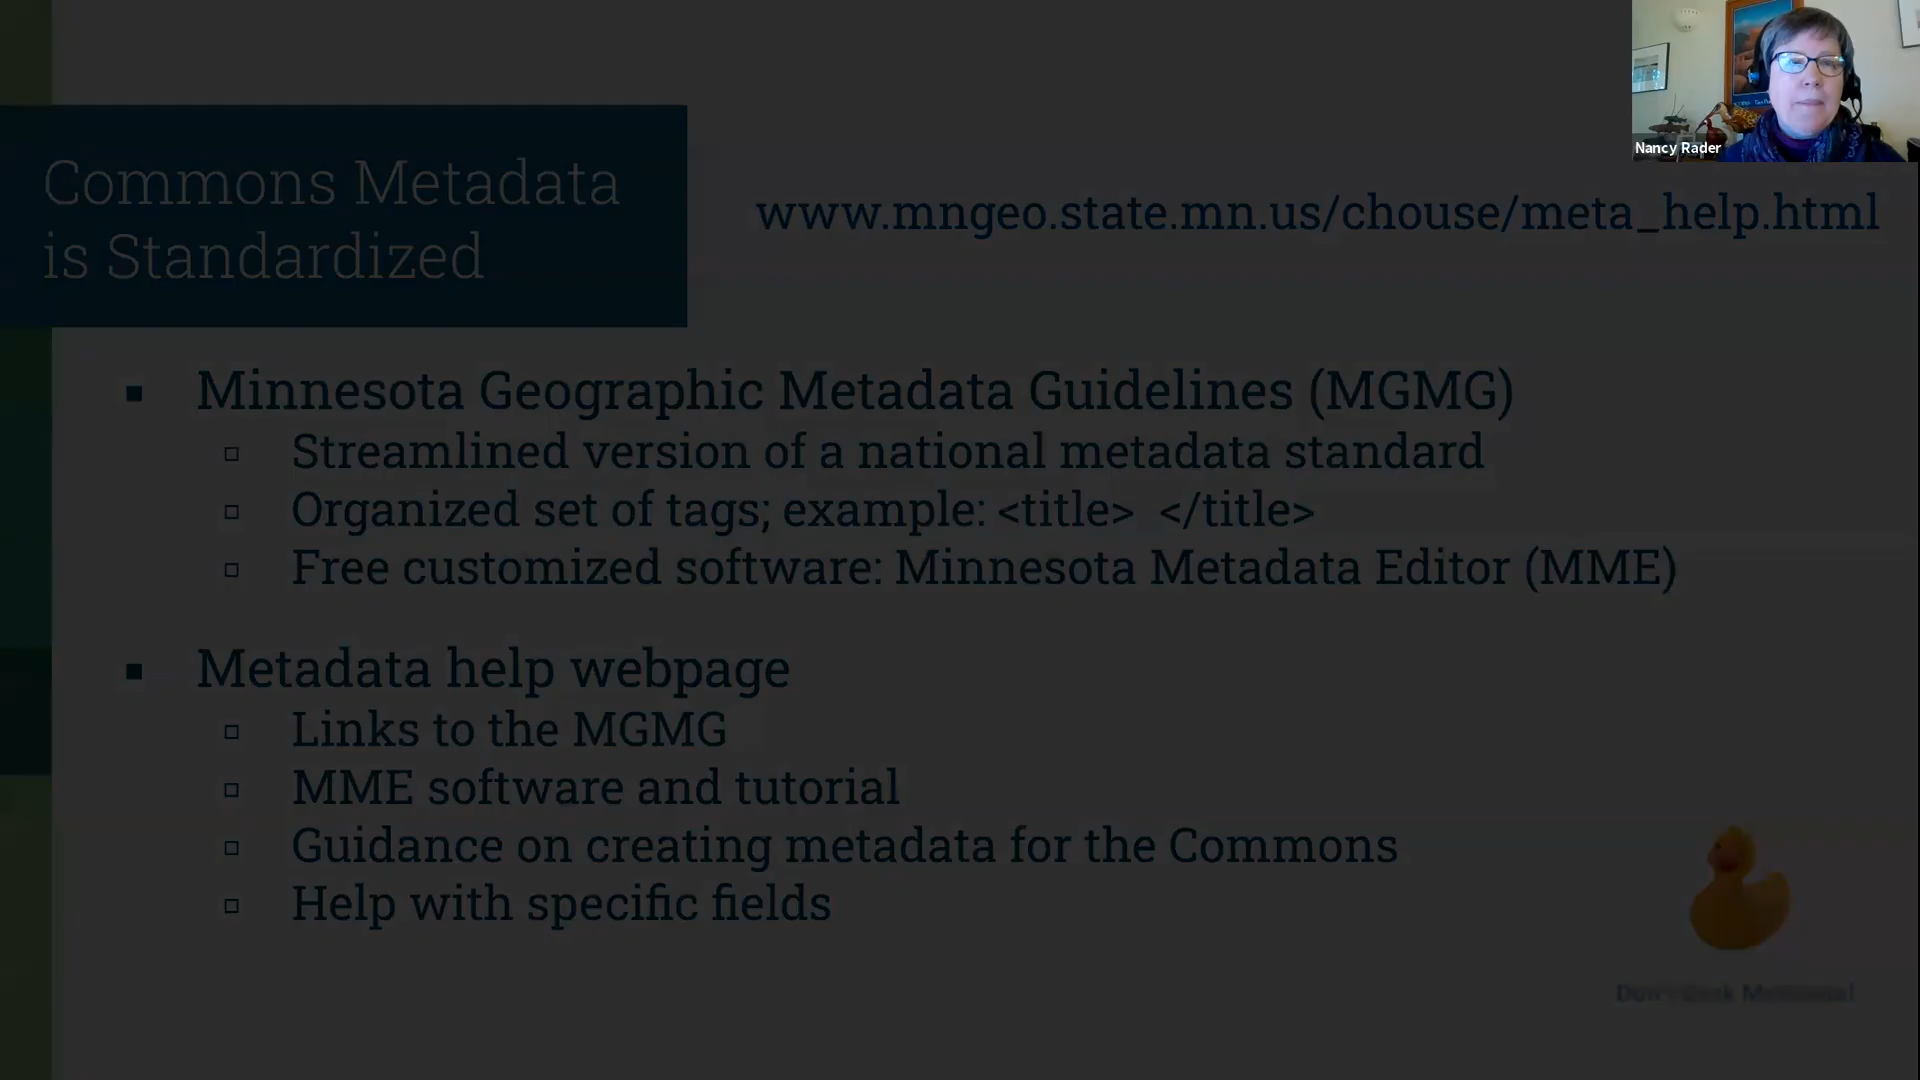 Nancy Rader
Commons Metadata
is Standardized
www.mngeo.state.mn.us/chouse/meta_help.html
▪ Minnesota Geographic Metadata Guidelines (MGMG)
▫ Streamlined version of a national metadata standard
▫ Organized set of tags; example: <title> </title>
▫ Free customized software: Minnesota Metadata Editor (MME)
▪ Metadata help webpage
▫ Links to the MGMG
▫ MME software and tutorial
▫ Guidance on creating metadata for the Commons
▫ Help with specific fields